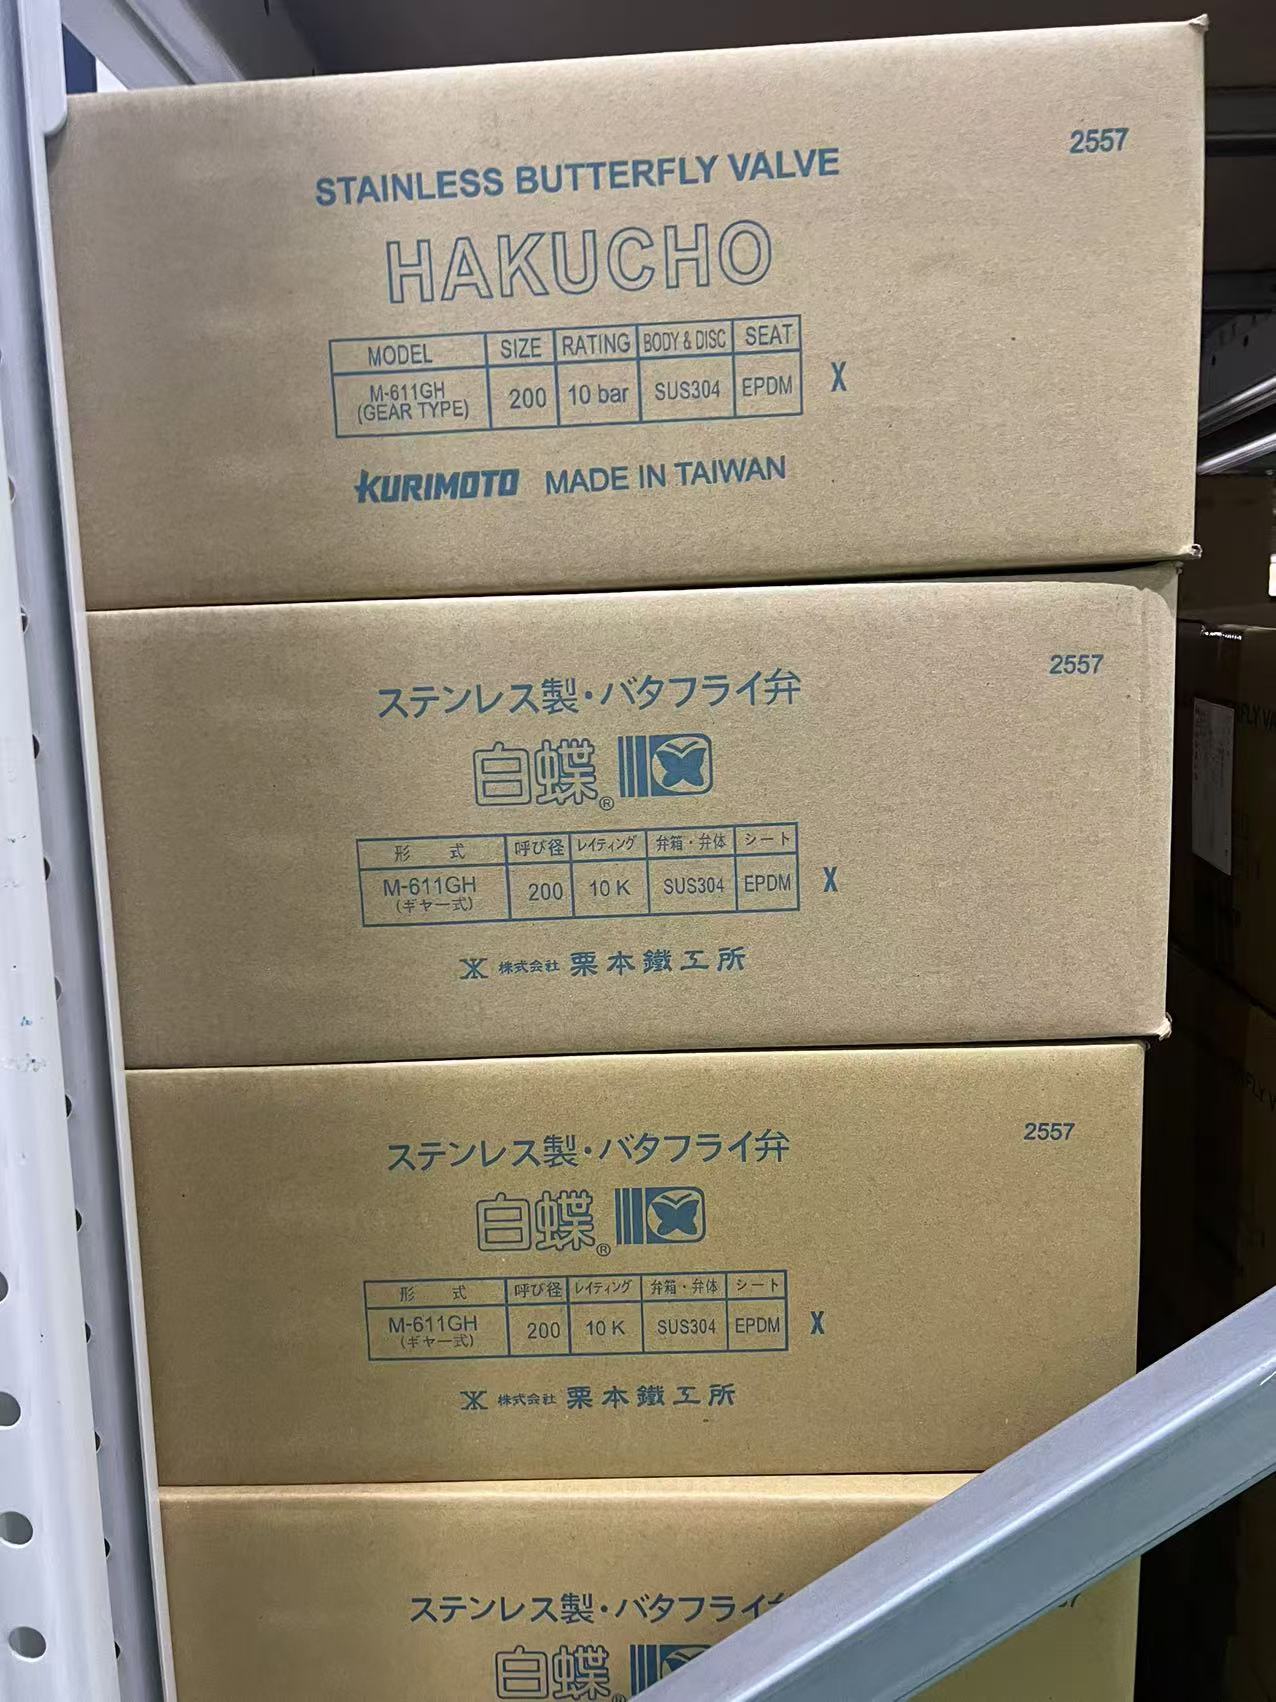 2557
STAINLESS BUTTERFLY VALVE
HAKUCHO
MODEL SIZE RATING BODY & DISC SEAT
M-611GH (GEAR TYPE) 200 10 bar SUS304 EPDM X
KURIMOTO MADE IN TAIWAN
2557
ステンレス製・バタフライ弁
白蝶®
形 式 呼び径 レイティング 弁箱・弁体 シート
M-611GH (ギヤー式) 200 10 K SUS304 EPDM X
株式会社 栗本鐵工所
2557
ステンレス製・バタフライ弁
白蝶®
形 式 呼び径 レイティング 弁箱・弁体 シート
M-611GH (ギヤー式) 200 10 K SUS304 EPDM X
株式会社 栗本鐵工所
ステンレス製・バタフライ
白蝶®